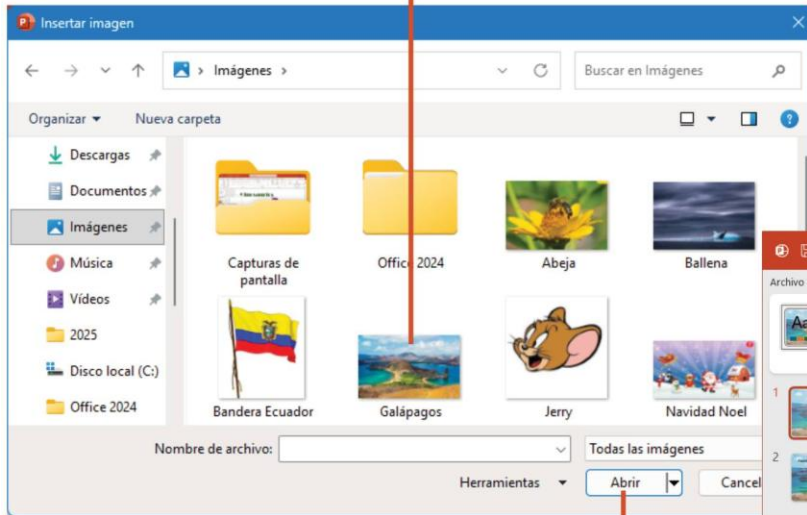 Insertar imagen
Imágenes
Buscar en Imágenes
Organizar
Nueva carpeta
Descargas
Documentos
Imágenes
Música
Vídeos
2025
Disco local (C:)
Office 2024
Capturas de pantalla
Office 2024
Abeja
Ballena
Bandera Ecuador
Galápagos
Jerry
Navidad Noel
Nombre de archivo:
Todas las imágenes
Herramientas
Abrir
Cancel
Archivo
Aa
1
2